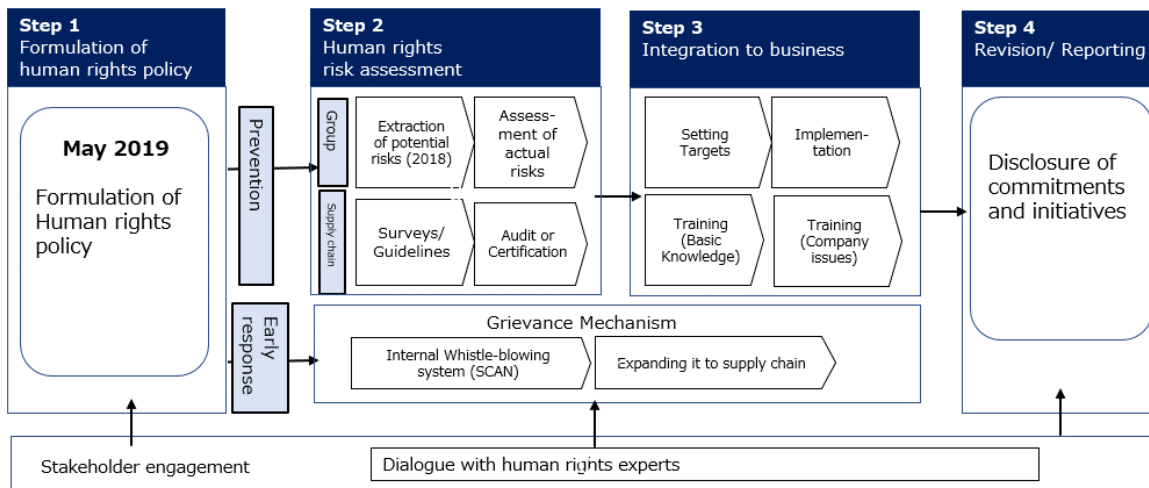 Step 1
Formulation of
human rights policy
May 2019
Formulation of
Human rights
policy
Prevention
Early
response
Step 2
Human rights
risk assessment
Group
Extraction
of potential
risks (2018)
Assess-
ment of
actual
risks
Supply chain
Surveys/
Guidelines
Audit or
Certification
Step 3
Integration to business
Setting
Targets
Implemen-
tation
Training
(Basic
Knowledge)
Training
(Company
issues)
Grievance Mechanism
Internal Whistle-blowing
system (SCAN)
Expanding it to supply chain
Step 4
Revision/ Reporting
Disclosure of
commitments
and initiatives
Stakeholder engagement
Dialogue with human rights experts